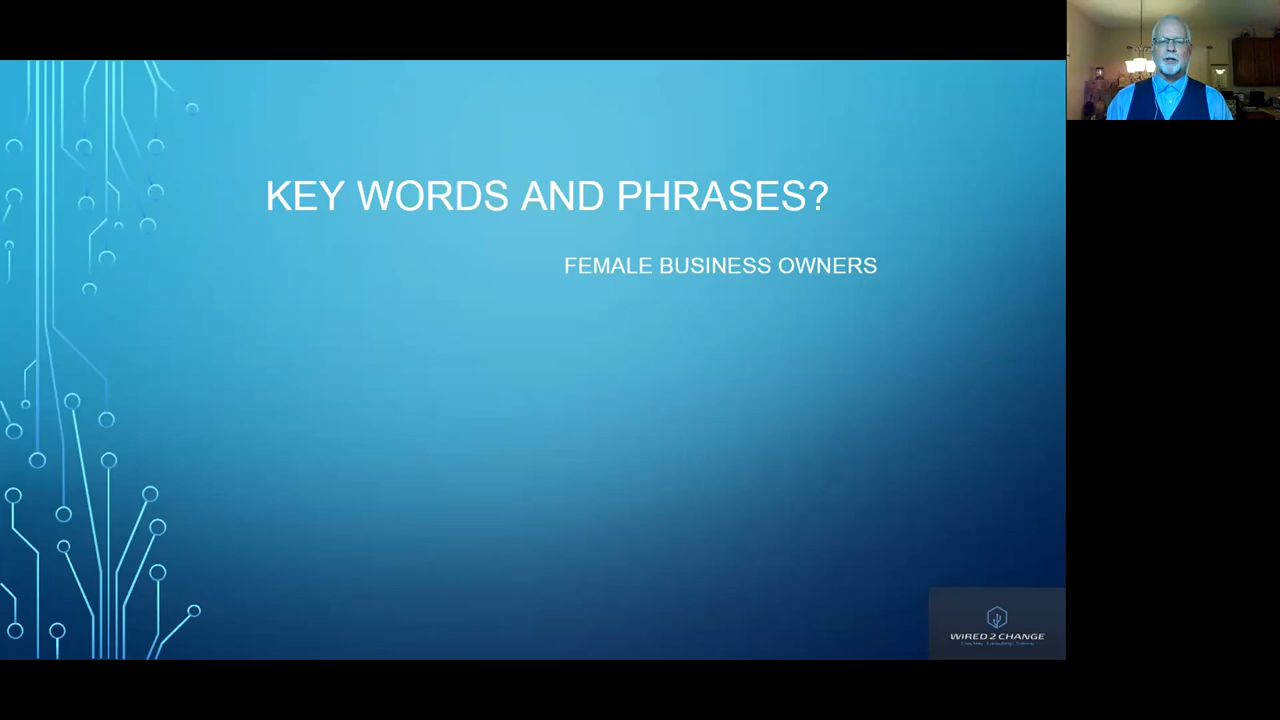 KEY WORDS AND PHRASES?
FEMALE BUSINESS OWNERS
WIRED 2 CHANGE